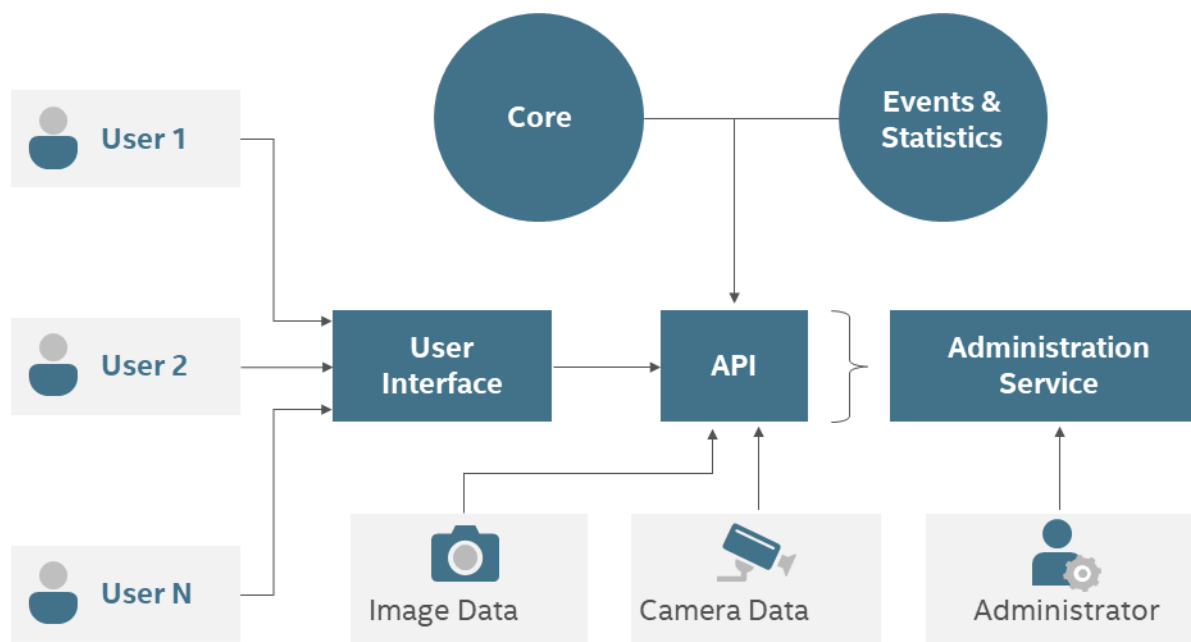 Core
Events &
Statistics
User 1
User 2
User N
User
Interface
API
Administration
Service
Image Data
Camera Data
Administrator